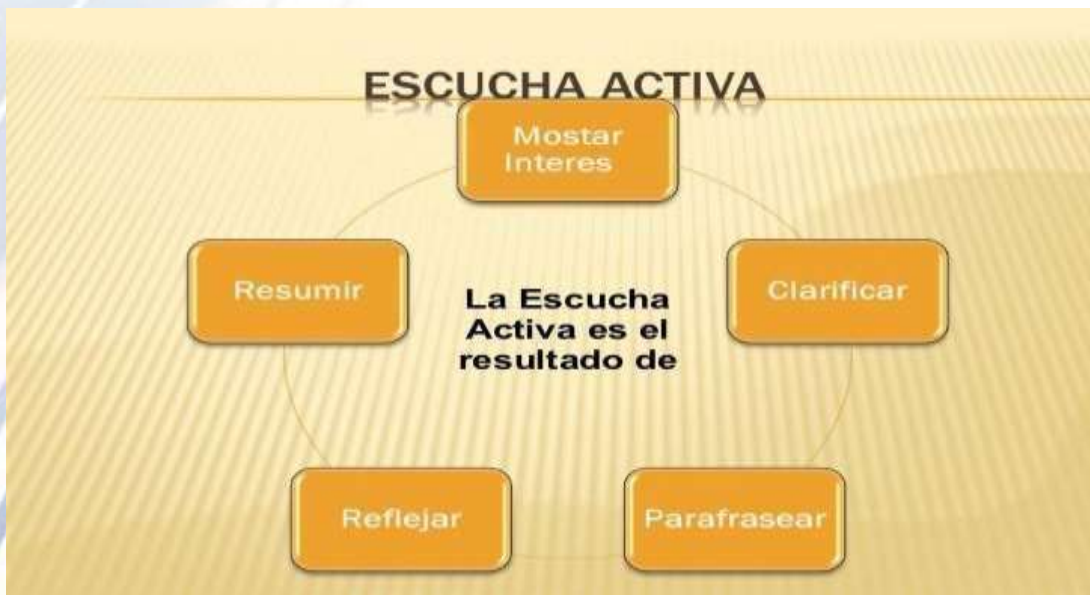 ESCUCHA ACTIVA
Mostar
Interes
Clarificar
Parafrasear
Reflejar
Resumir
La Escucha
Activa es el
resultado de